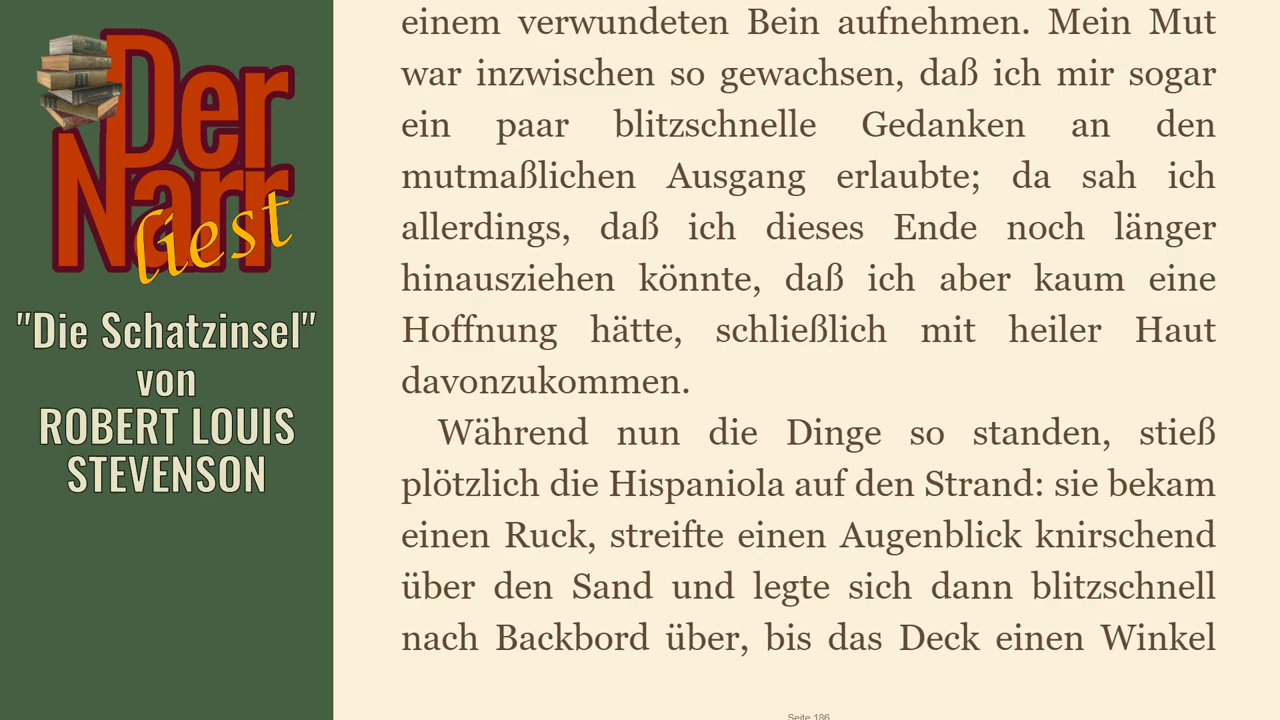 Der
Narr
liest
"Die Schatzinsel"
von
ROBERT LOUIS
STEVENSON
einem verwundeten Bein aufnehmen. Mein Mut
war inzwischen so gewachsen, daß ich mir sogar
ein paar blitzschnelle Gedanken an den
mutmaßlichen Ausgang erlaubte; da sah ich
allerdings, daß ich dieses Ende noch länger
hinausziehen könnte, daß ich aber kaum eine
Hoffnung hätte, schließlich mit heiler Haut
davonzukommen.
Während nun die Dinge so standen, stieß
plötzlich die Hispaniola auf den Strand: sie bekam
einen Ruck, streifte einen Augenblick knirschend
über den Sand und legte sich dann blitzschnell
nach Backbord über, bis das Deck einen Winkel
Seite 186